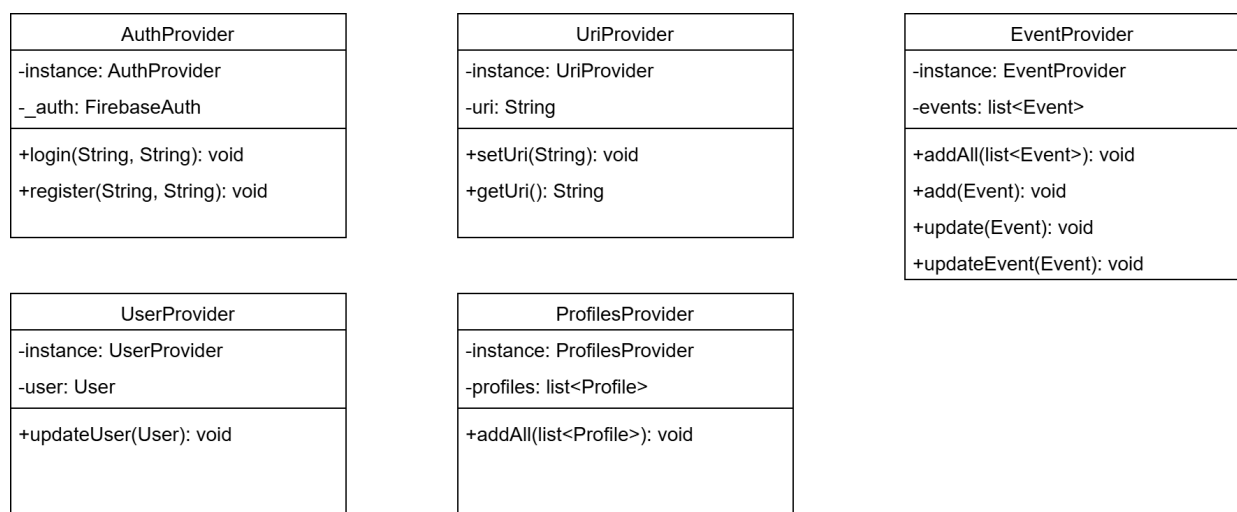 AuthProvider
-instance: AuthProvider
-_auth: FirebaseAuth
+login(String, String): void
+register(String, String): void
UriProvider
-instance: UriProvider
-uri: String
+setUri(String): void
+getUri(): String
EventProvider
-instance: EventProvider
-events: list<Event>
+addAll(list<Event>): void
+add(Event): void
+update(Event): void
+updateEvent(Event): void
UserProvider
-instance: UserProvider
-user: User
+updateUser(User): void
ProfilesProvider
-instance: ProfilesProvider
-profiles: list<Profile>
+addAll(list<Profile>): void